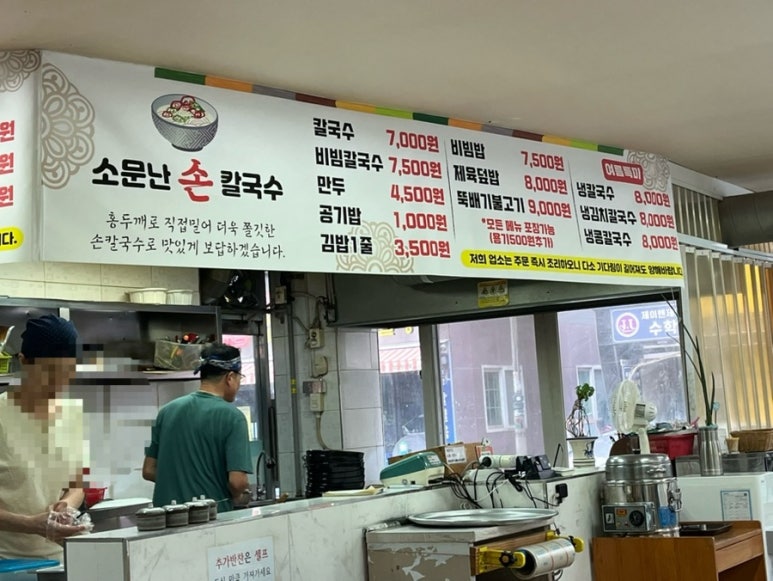 원
원
원
다.
소문난 손 칼국수
홍두깨로 직접밀어 더욱 쫄깃한
손칼국수로 맛있게 보답하겠습니다.
칼국수 7,000원
비빔칼국수 7,500원
만두 4,500원
공기밥 1,000원
김밥1줄 3,500원
비빔밥 7,500원
제육덮밥 8,000원
뚝배기불고기 9,000원
*모든 메뉴 포장가능
(용기500원추가)
여름특미
냉칼국수 8,000원
냉김치칼국수 8,000원
냉콩칼국수 8,000원
저희 업소는 주문 즉시 조리하오니 다소 기다림이 길어져도 양해바랍니다.
제이엔제
수학
추가반찬은 셀프